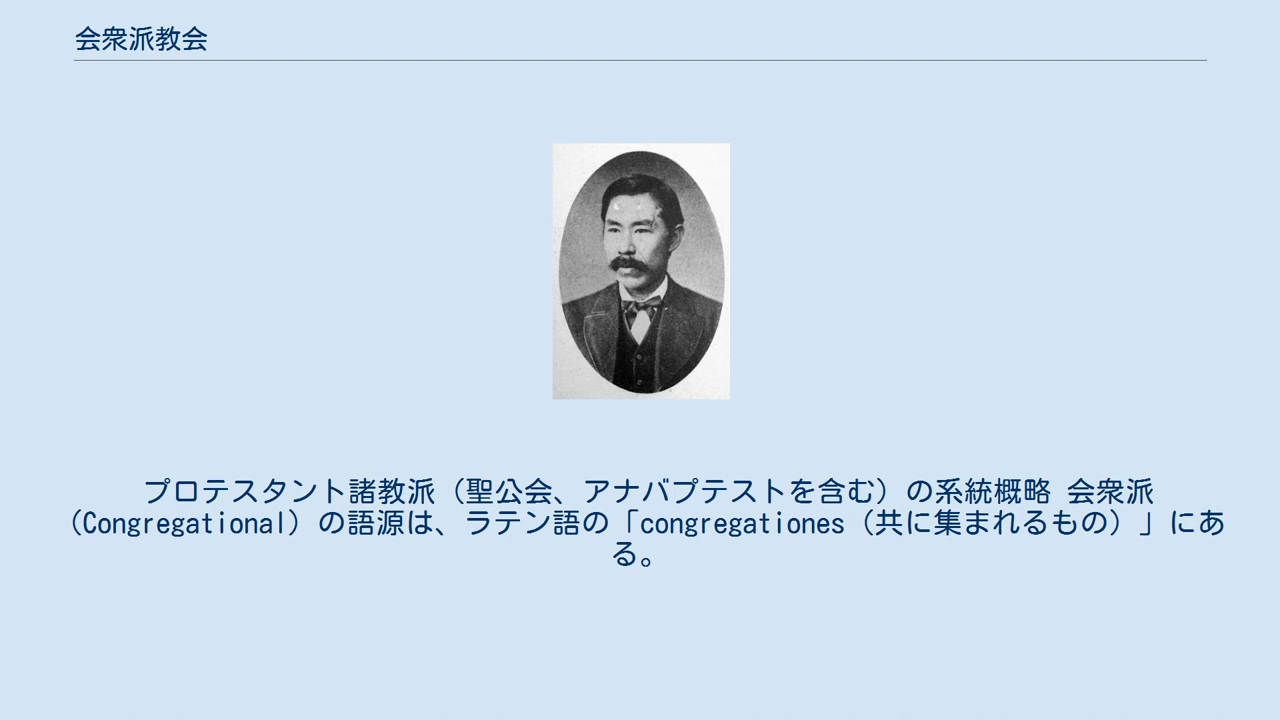 会衆派教会
プロテスタント諸教派（聖公会、アナバプテストを含む）の系統概略 会衆派
（Congregational）の語源は、ラテン語の「congregationes（共に集まれるもの）」にあ
る。